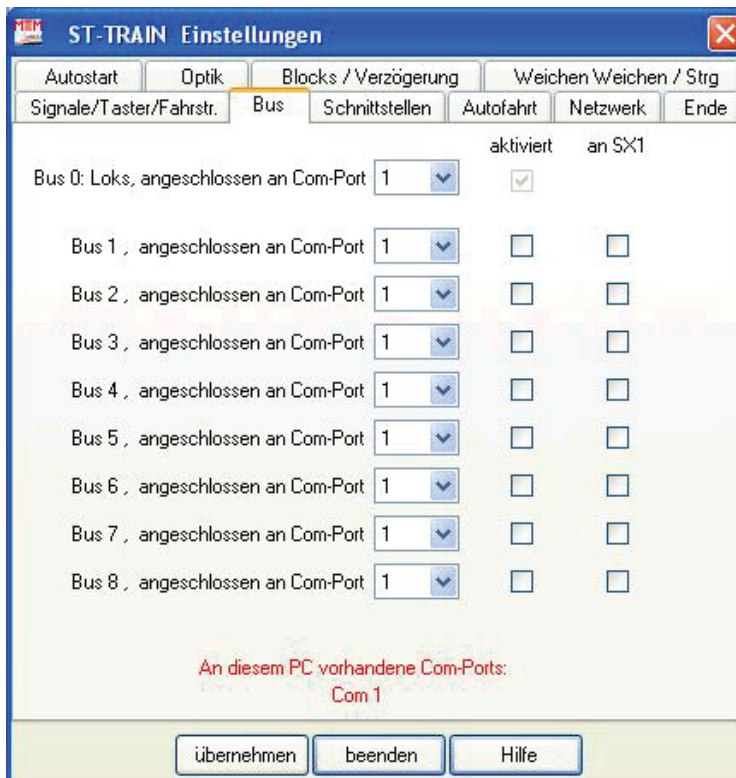 MEM
ST-TRAIN Einstellungen
Autostart Optik Blocks / Verzögerung Weichen Weichen / Strg
Signale/Taster/Fahrstr. Bus Schnittstellen Autofahrt Netzwerk Ende
aktiviert an SX1
Bus 0: Loks, angeschlossen an Com-Port 1
Bus 1 , angeschlossen an Com-Port 1
Bus 2 , angeschlossen an Com-Port 1
Bus 3 , angeschlossen an Com-Port 1
Bus 4 , angeschlossen an Com-Port 1
Bus 5 , angeschlossen an Com-Port 1
Bus 6 , angeschlossen an Com-Port 1
Bus 7 , angeschlossen an Com-Port 1
Bus 8 , angeschlossen an Com-Port 1
An diesem PC vorhandene Com-Ports:
Com 1
übernehmen beenden Hilfe